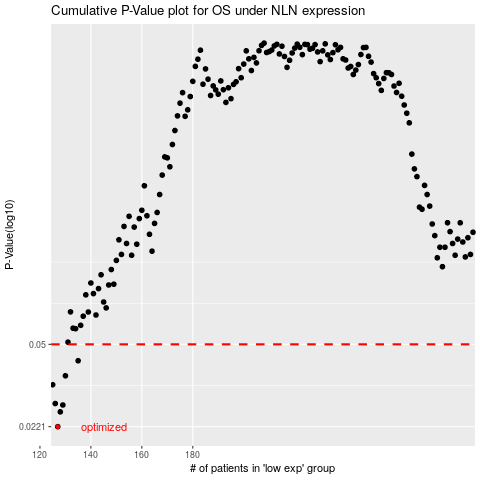 Cumulative P-Value plot for OS under NLN expression
P-Value(log10)
0.05
0.0221
optimized
120 140 160 180
# of patients in 'low exp' group